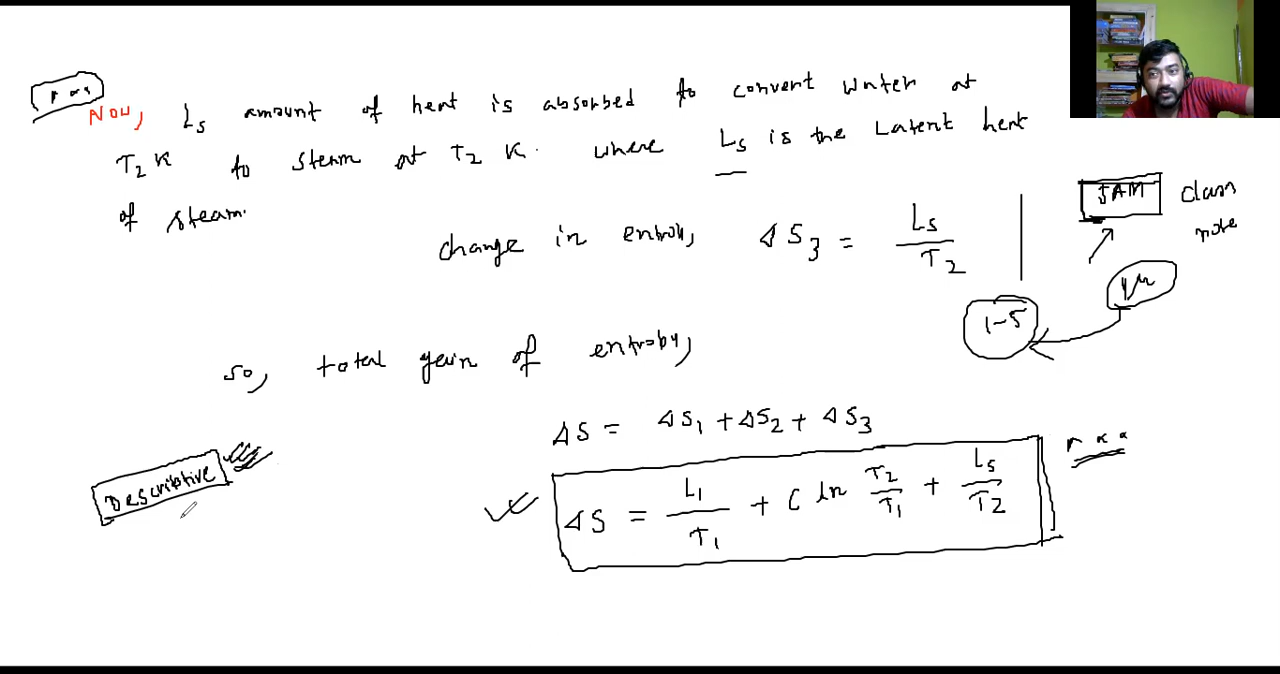 Now, Ls amount of heat is absorbed to convert water at
T2 K to steam at T2 K. where Ls is the Latent heat
of steam.
JAM class
note
change in entroby, ΔS3 = Ls/T2
1-5
so, total gain of entroby,
ΔS = ΔS1 + ΔS2 + ΔS3
Descriptive
ΔS = L1/T1 + C ln T2/T1 + Ls/T2